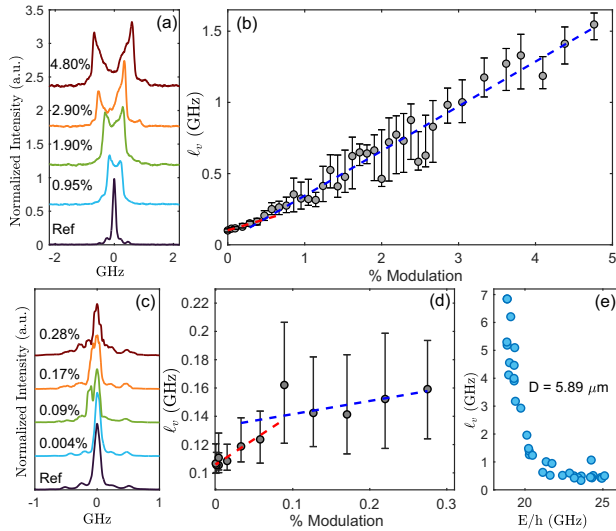 (a)
3.5
3
2.5
2
1.5
1
0.5
0
Normalized Intensity (a.u.)
4.80%
2.90%
1.90%
0.95%
Ref
-2 0 2
GHz
(b)
1.5
1
0.5
0
ℓv (GHz)
0 1 2 3 4 5
% Modulation
(c)
Normalized Intensity (a.u.)
0.28%
0.17%
0.09%
0.004%
Ref
-1 0 1
GHz
(d)
0.22
0.2
0.18
0.16
0.14
0.12
0.1
ℓv (GHz)
0 0.1 0.2 0.3
% Modulation
(e)
7
6
5
4
3
2
1
0
ℓv (GHz)
D = 5.89 μm
20 25
E/h (GHz)